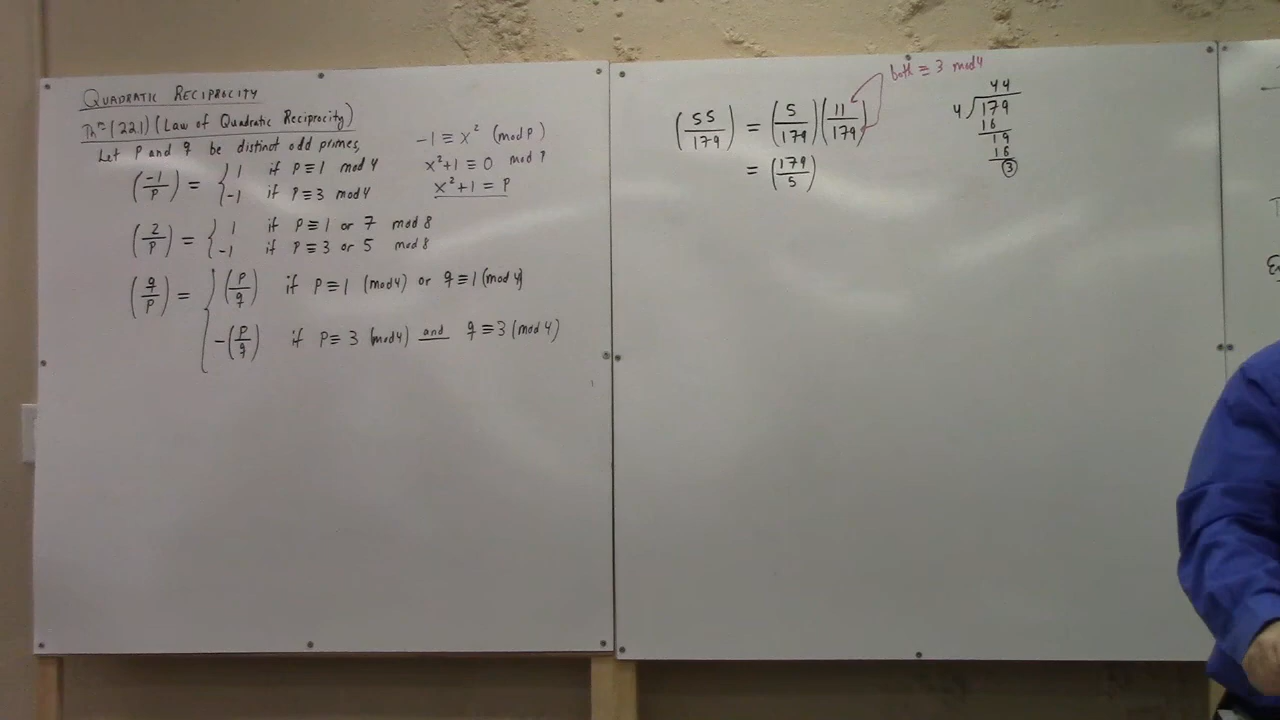 QUADRATIC RECIPROCITY
Thm (22.1) (Law of Quadratic Reciprocity)
Let p and q be distinct odd primes,
(-1/p) = { 1 if p ≡ 1 mod 4
-1 if p ≡ 3 mod 4
(2/p) = { 1 if p ≡ 1 or 7 mod 8
-1 if p ≡ 3 or 5 mod 8
(q/p) = { (p/q) if p ≡ 1 (mod 4) or q ≡ 1 (mod 4)
-(p/q) if p ≡ 3 (mod 4) and q ≡ 3 (mod 4)
-1 ≡ x² (mod p)
x²+1 ≡ 0 mod p
x²+1 = p
both ≡ 3 mod 4
(55/179) = (5/179)(11/179)
= (179/5)
44
4 ) 179
16
19
16
3